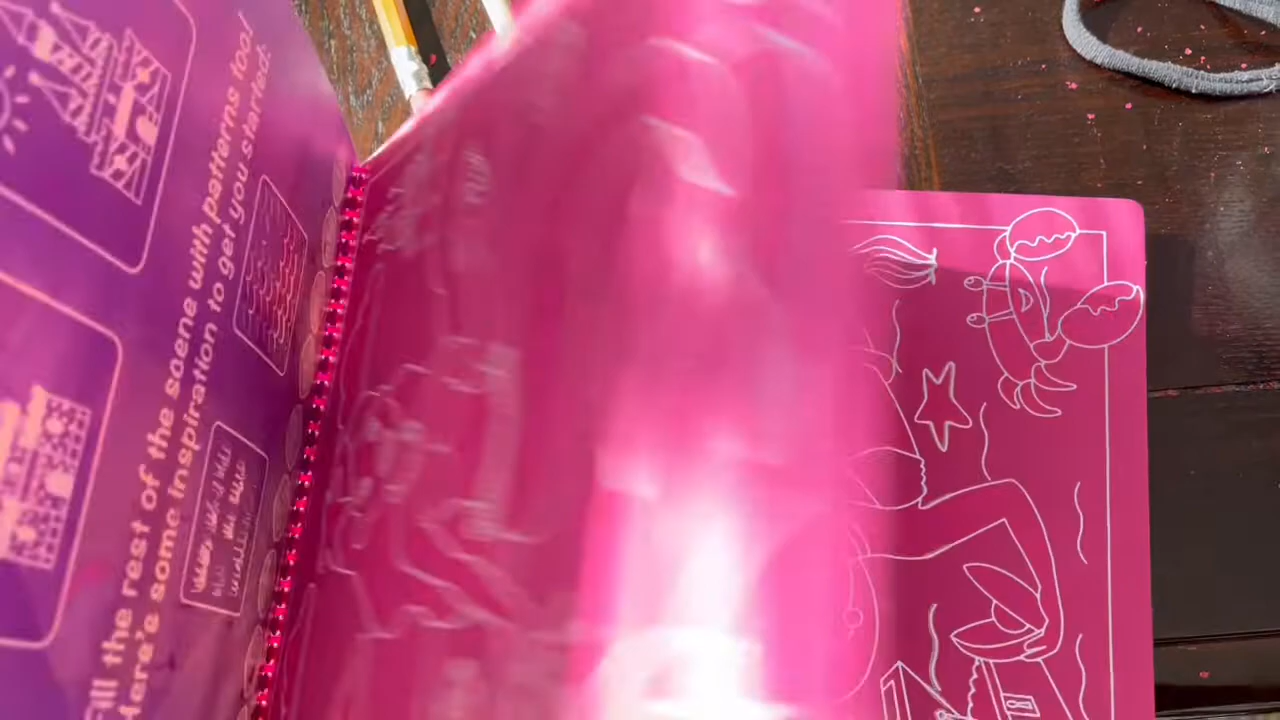 Fill the rest of the scene with patterns too!
Here's some inspiration to get you started: